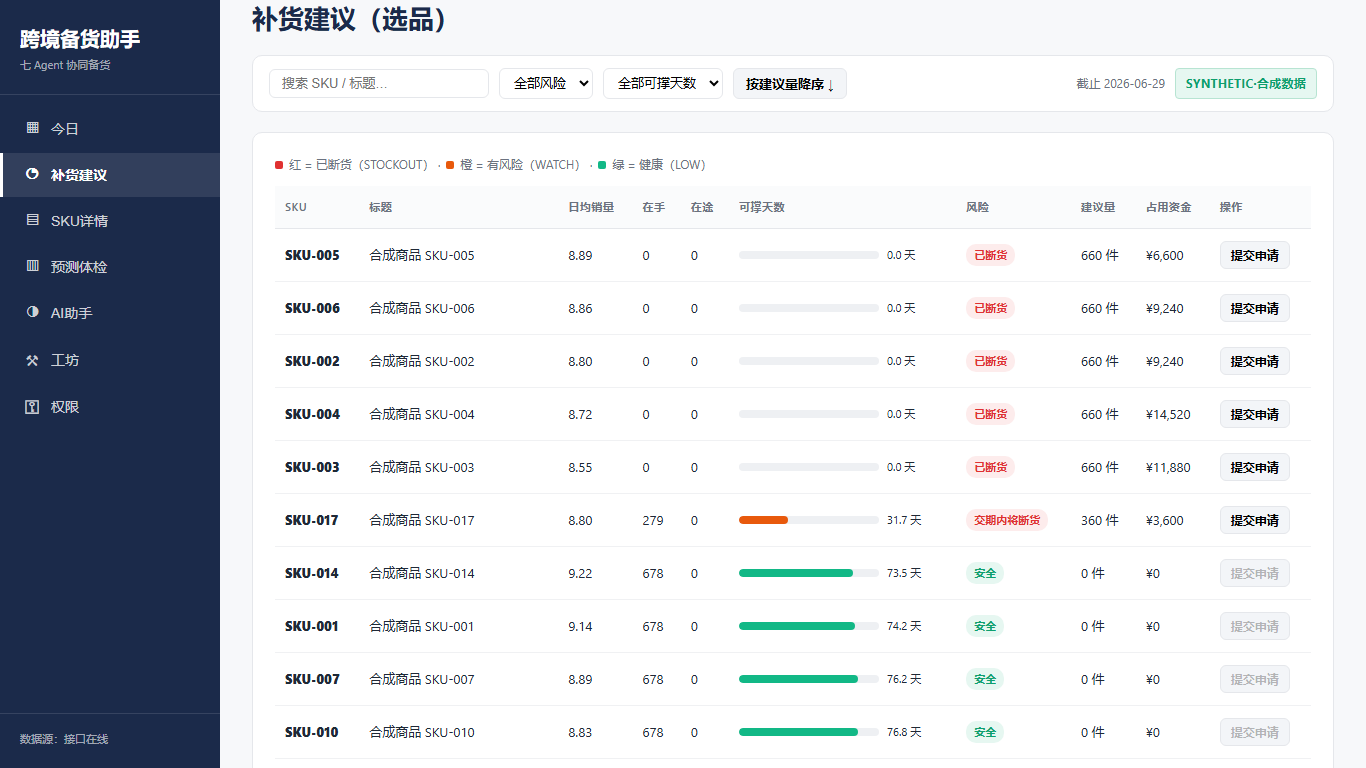 跨境备货助手
七 Agent 协同备货
今日
补货建议
SKU详情
预测体检
AI助手
工坊
权限
数据源：接口在线
补货建议（选品）
搜索 SKU / 标题…
全部风险
全部可撑天数
按建议量降序 ↓
截止 2026-06-29
SYNTHETIC·合成数据
红 = 已断货（STOCKOUT） · 橙 = 有风险（WATCH） · 绿 = 健康（LOW）
SKU 标题 日均销量 在手 在途 可撑天数 风险 建议量 占用资金 操作
SKU-005 合成商品 SKU-005 8.89 0 0 0.0 天 已断货 660 件 ¥6,600 提交申请
SKU-006 合成商品 SKU-006 8.86 0 0 0.0 天 已断货 660 件 ¥9,240 提交申请
SKU-002 合成商品 SKU-002 8.80 0 0 0.0 天 已断货 660 件 ¥9,240 提交申请
SKU-004 合成商品 SKU-004 8.72 0 0 0.0 天 已断货 660 件 ¥14,520 提交申请
SKU-003 合成商品 SKU-003 8.55 0 0 0.0 天 已断货 660 件 ¥11,880 提交申请
SKU-017 合成商品 SKU-017 8.80 279 0 31.7 天 交期内将断货 360 件 ¥3,600 提交申请
SKU-014 合成商品 SKU-014 9.22 678 0 73.5 天 安全 0 件 ¥0 提交申请
SKU-001 合成商品 SKU-001 9.14 678 0 74.2 天 安全 0 件 ¥0 提交申请
SKU-007 合成商品 SKU-007 8.89 678 0 76.2 天 安全 0 件 ¥0 提交申请
SKU-010 合成商品 SKU-010 8.83 678 0 76.8 天 安全 0 件 ¥0 提交申请